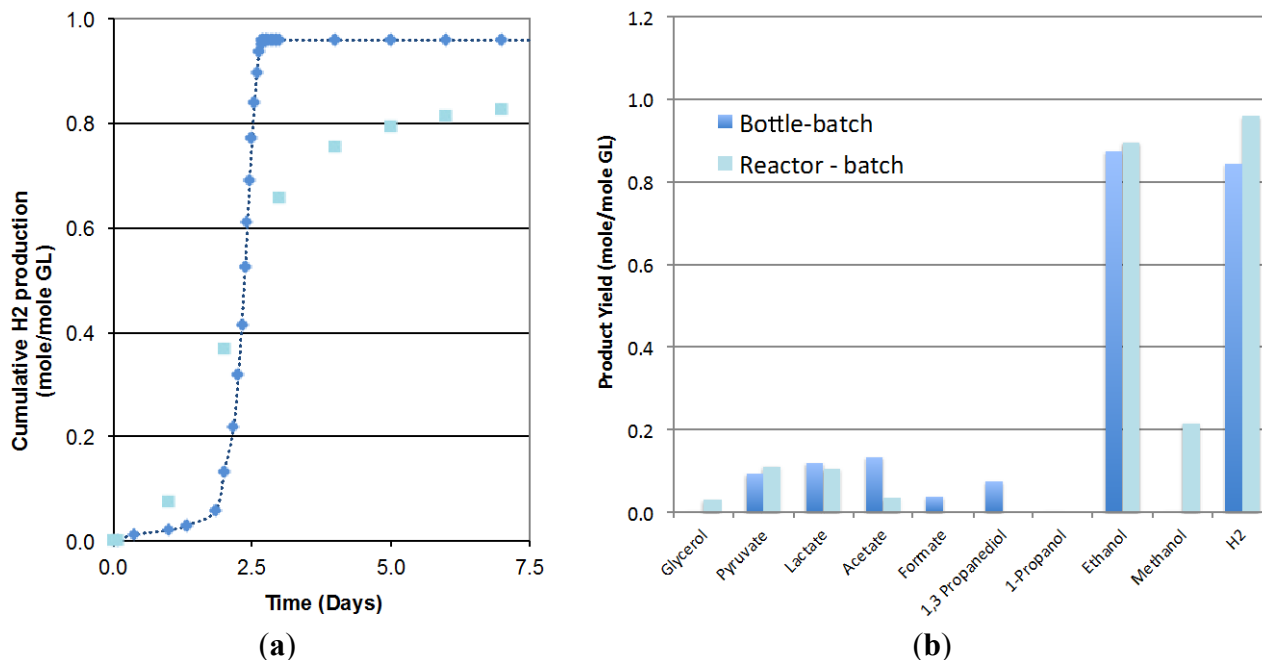 1.0
0.8
0.6
0.4
0.2
0.0
Cumulative H2 production
(mole/mole GL)
0.0 2.5 5.0 7.5
Time (Days)
(a)
1.2
1.0
0.8
0.6
0.4
0.2
0.0
Product Yield (mole/mole GL)
Bottle-batch
Reactor - batch
Glycerol
Pyruvate
Lactate
Acetate
Formate
1,3 Propanediol
1-Propanol
Ethanol
Methanol
H2
(b)